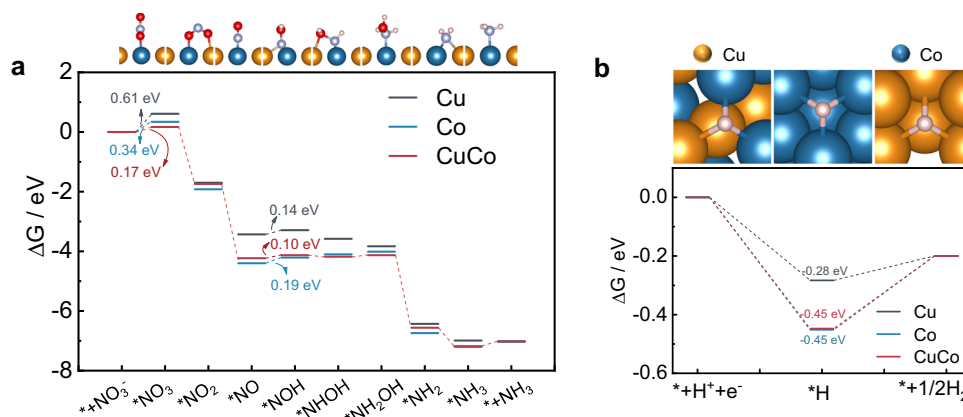 a
2
0
-2
-4
-6
-8
ΔG / eV
0.61 eV
0.34 eV
0.17 eV
0.14 eV
0.10 eV
0.19 eV
Cu
Co
CuCo
*+NO₃⁻
*NO₃
*NO₂
*NO
*NOH
*NHOH
*NH₂OH
*NH₂
*NH₃
*+NH₃
b
Cu
Co
0.0
-0.2
-0.4
-0.6
ΔG / eV
-0.28 eV
-0.45 eV
-0.45 eV
Cu
Co
CuCo
*+H⁺+e⁻
*H
*+1/2H₂